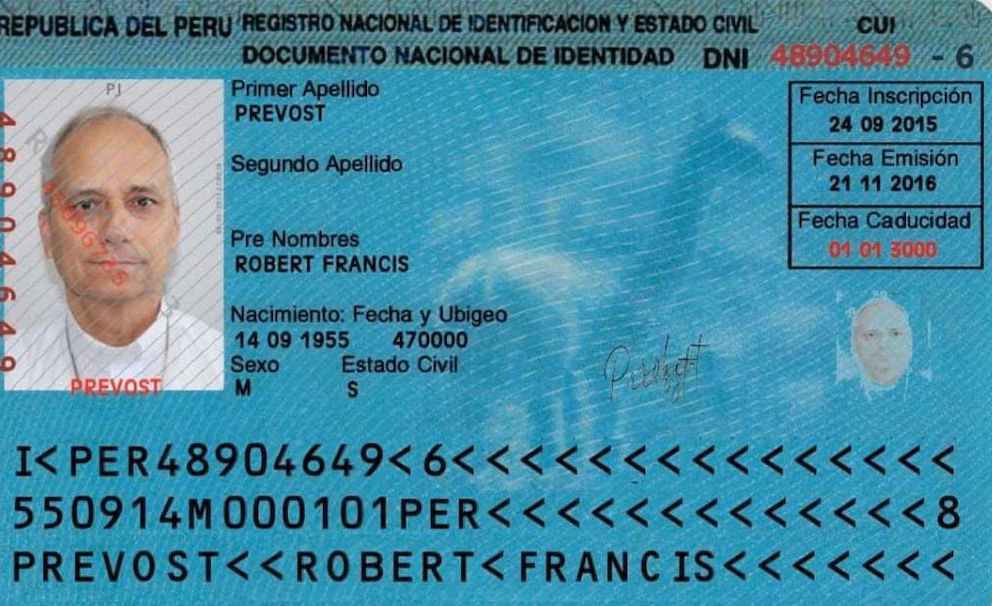 REPUBLICA DEL PERU REGISTRO NACIONAL DE IDENTIFICACION Y ESTADO CIVIL CUI
DOCUMENTO NACIONAL DE IDENTIDAD DNI 48904649 - 6
Primer Apellido
PREVOST
Segundo Apellido
Pre Nombres
ROBERT FRANCIS
Nacimiento: Fecha y Ubigeo
14 09 1955 470000
Sexo Estado Civil
M S
Fecha Inscripción
24 09 2015
Fecha Emisión
21 11 2016
Fecha Caducidad
01 01 3000
48904649
PREVOST
I<PER48904649<6<<<<<<<<<<<<<<<
550914M000101PER<<<<<<<<<<<<<8
PREVOST<<ROBERT<FRANCIS<<<<<<<